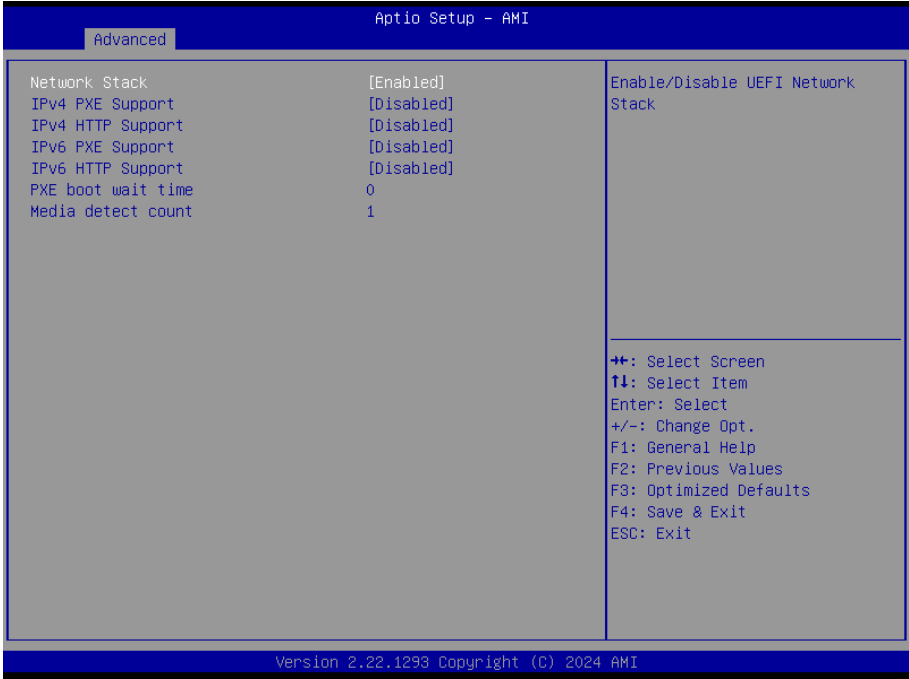 Aptio Setup – AMI
Advanced
Network Stack [Enabled]
IPv4 PXE Support [Disabled]
IPv4 HTTP Support [Disabled]
IPv6 PXE Support [Disabled]
IPv6 HTTP Support [Disabled]
PXE boot wait time 0
Media detect count 1
Enable/Disable UEFI Network
Stack
→←: Select Screen
↑↓: Select Item
Enter: Select
+/-: Change Opt.
F1: General Help
F2: Previous Values
F3: Optimized Defaults
F4: Save & Exit
ESC: Exit
Version 2.22.1293 Copyright (C) 2024 AMI